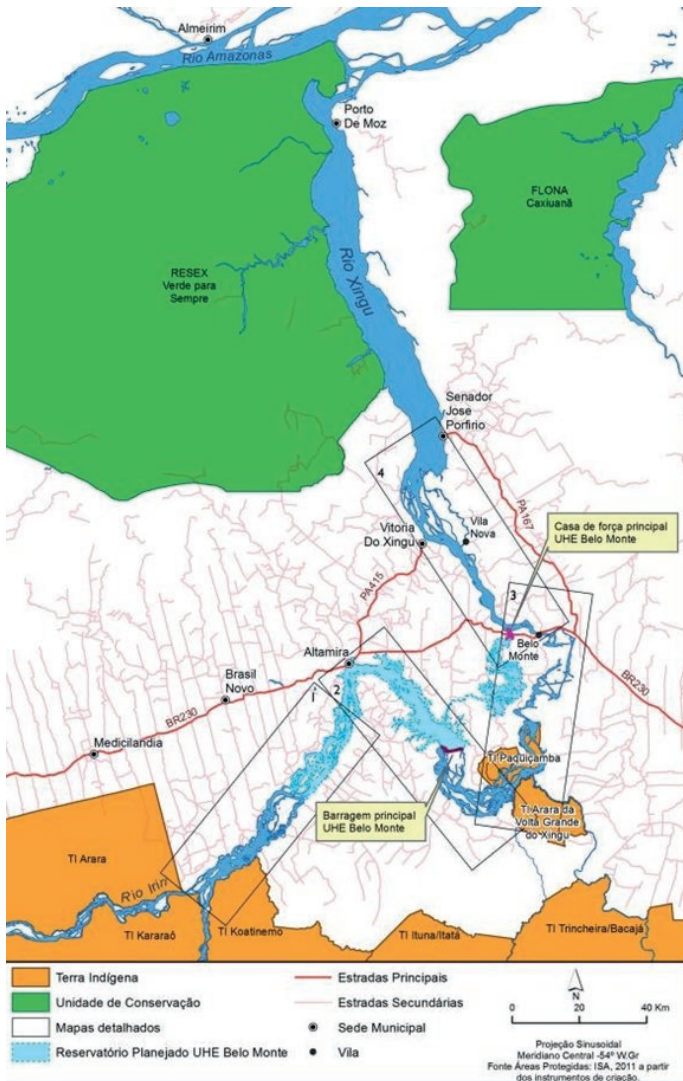 Almeirim
Rio Amazonas
Porto
De Moz
FLONA
Caxiuanã
RESEX
Verde para
Sempre
Rio Xingu
Senador
Jose
Porfirio
4
PA167
Vila
Nova
Casa de força principal
UHE Belo Monte
Vitoria
Do Xingu
3
PA415
Belo
Monte
Altamira
BR230
Brasil
Novo
1
2
BR230
Medicilandia
TI Paquiçamba
Barragem principal
UHE Belo Monte
TI Arara da
Volta Grande
do Xingu
TI Arara
Rio Iriri
TI Kararaô
TI Koatinemo
TI Ituna/Itatá
TI Trincheira/Bacajá
Terra Indígena
Unidade de Conservação
Mapas detalhados
Reservatório Planejado UHE Belo Monte
Estradas Principais
Estradas Secundárias
Sede Municipal
Vila
N
0 20 40 Km
Projeção Sinusoidal
Meridiano Central -54º W.Gr
Fonte Áreas Protegidas: ISA, 2011 a partir
dos instrumentos de criação.